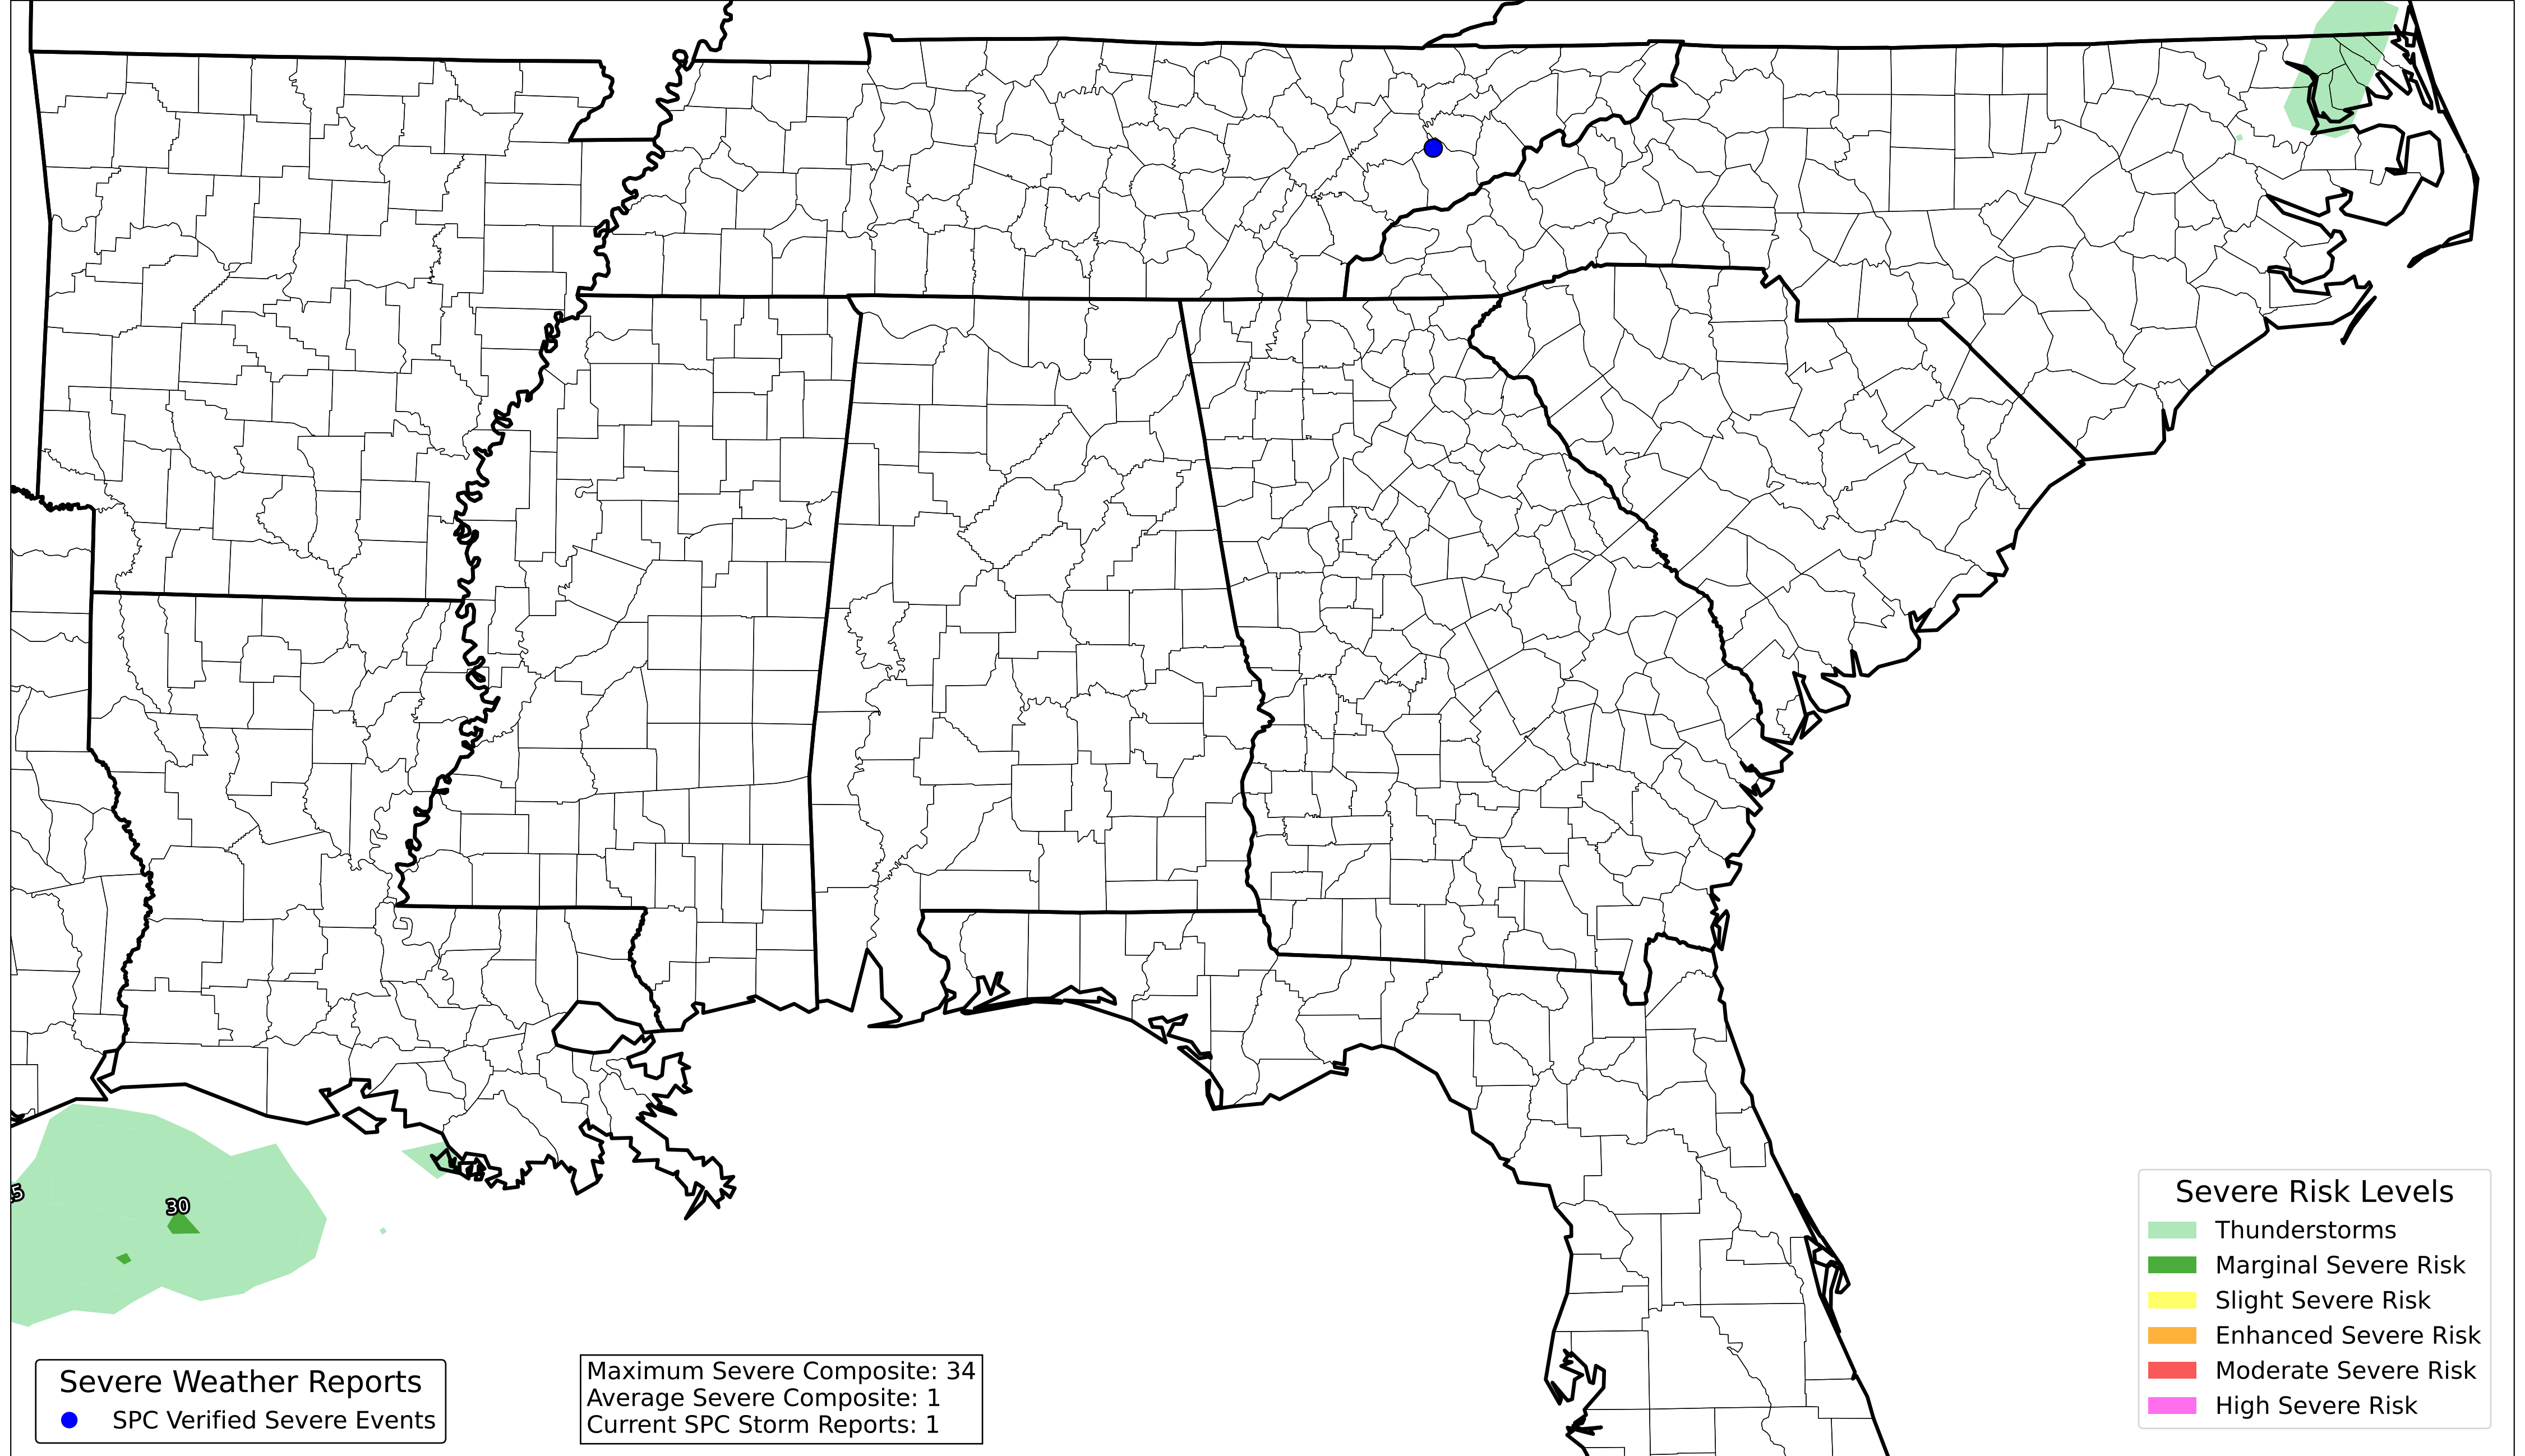 5
30
Severe Risk Levels
Thunderstorms
Marginal Severe Risk
Slight Severe Risk
Enhanced Severe Risk
Moderate Severe Risk
High Severe Risk
Severe Weather Reports
SPC Verified Severe Events
Maximum Severe Composite: 34
Average Severe Composite: 1
Current SPC Storm Reports: 1